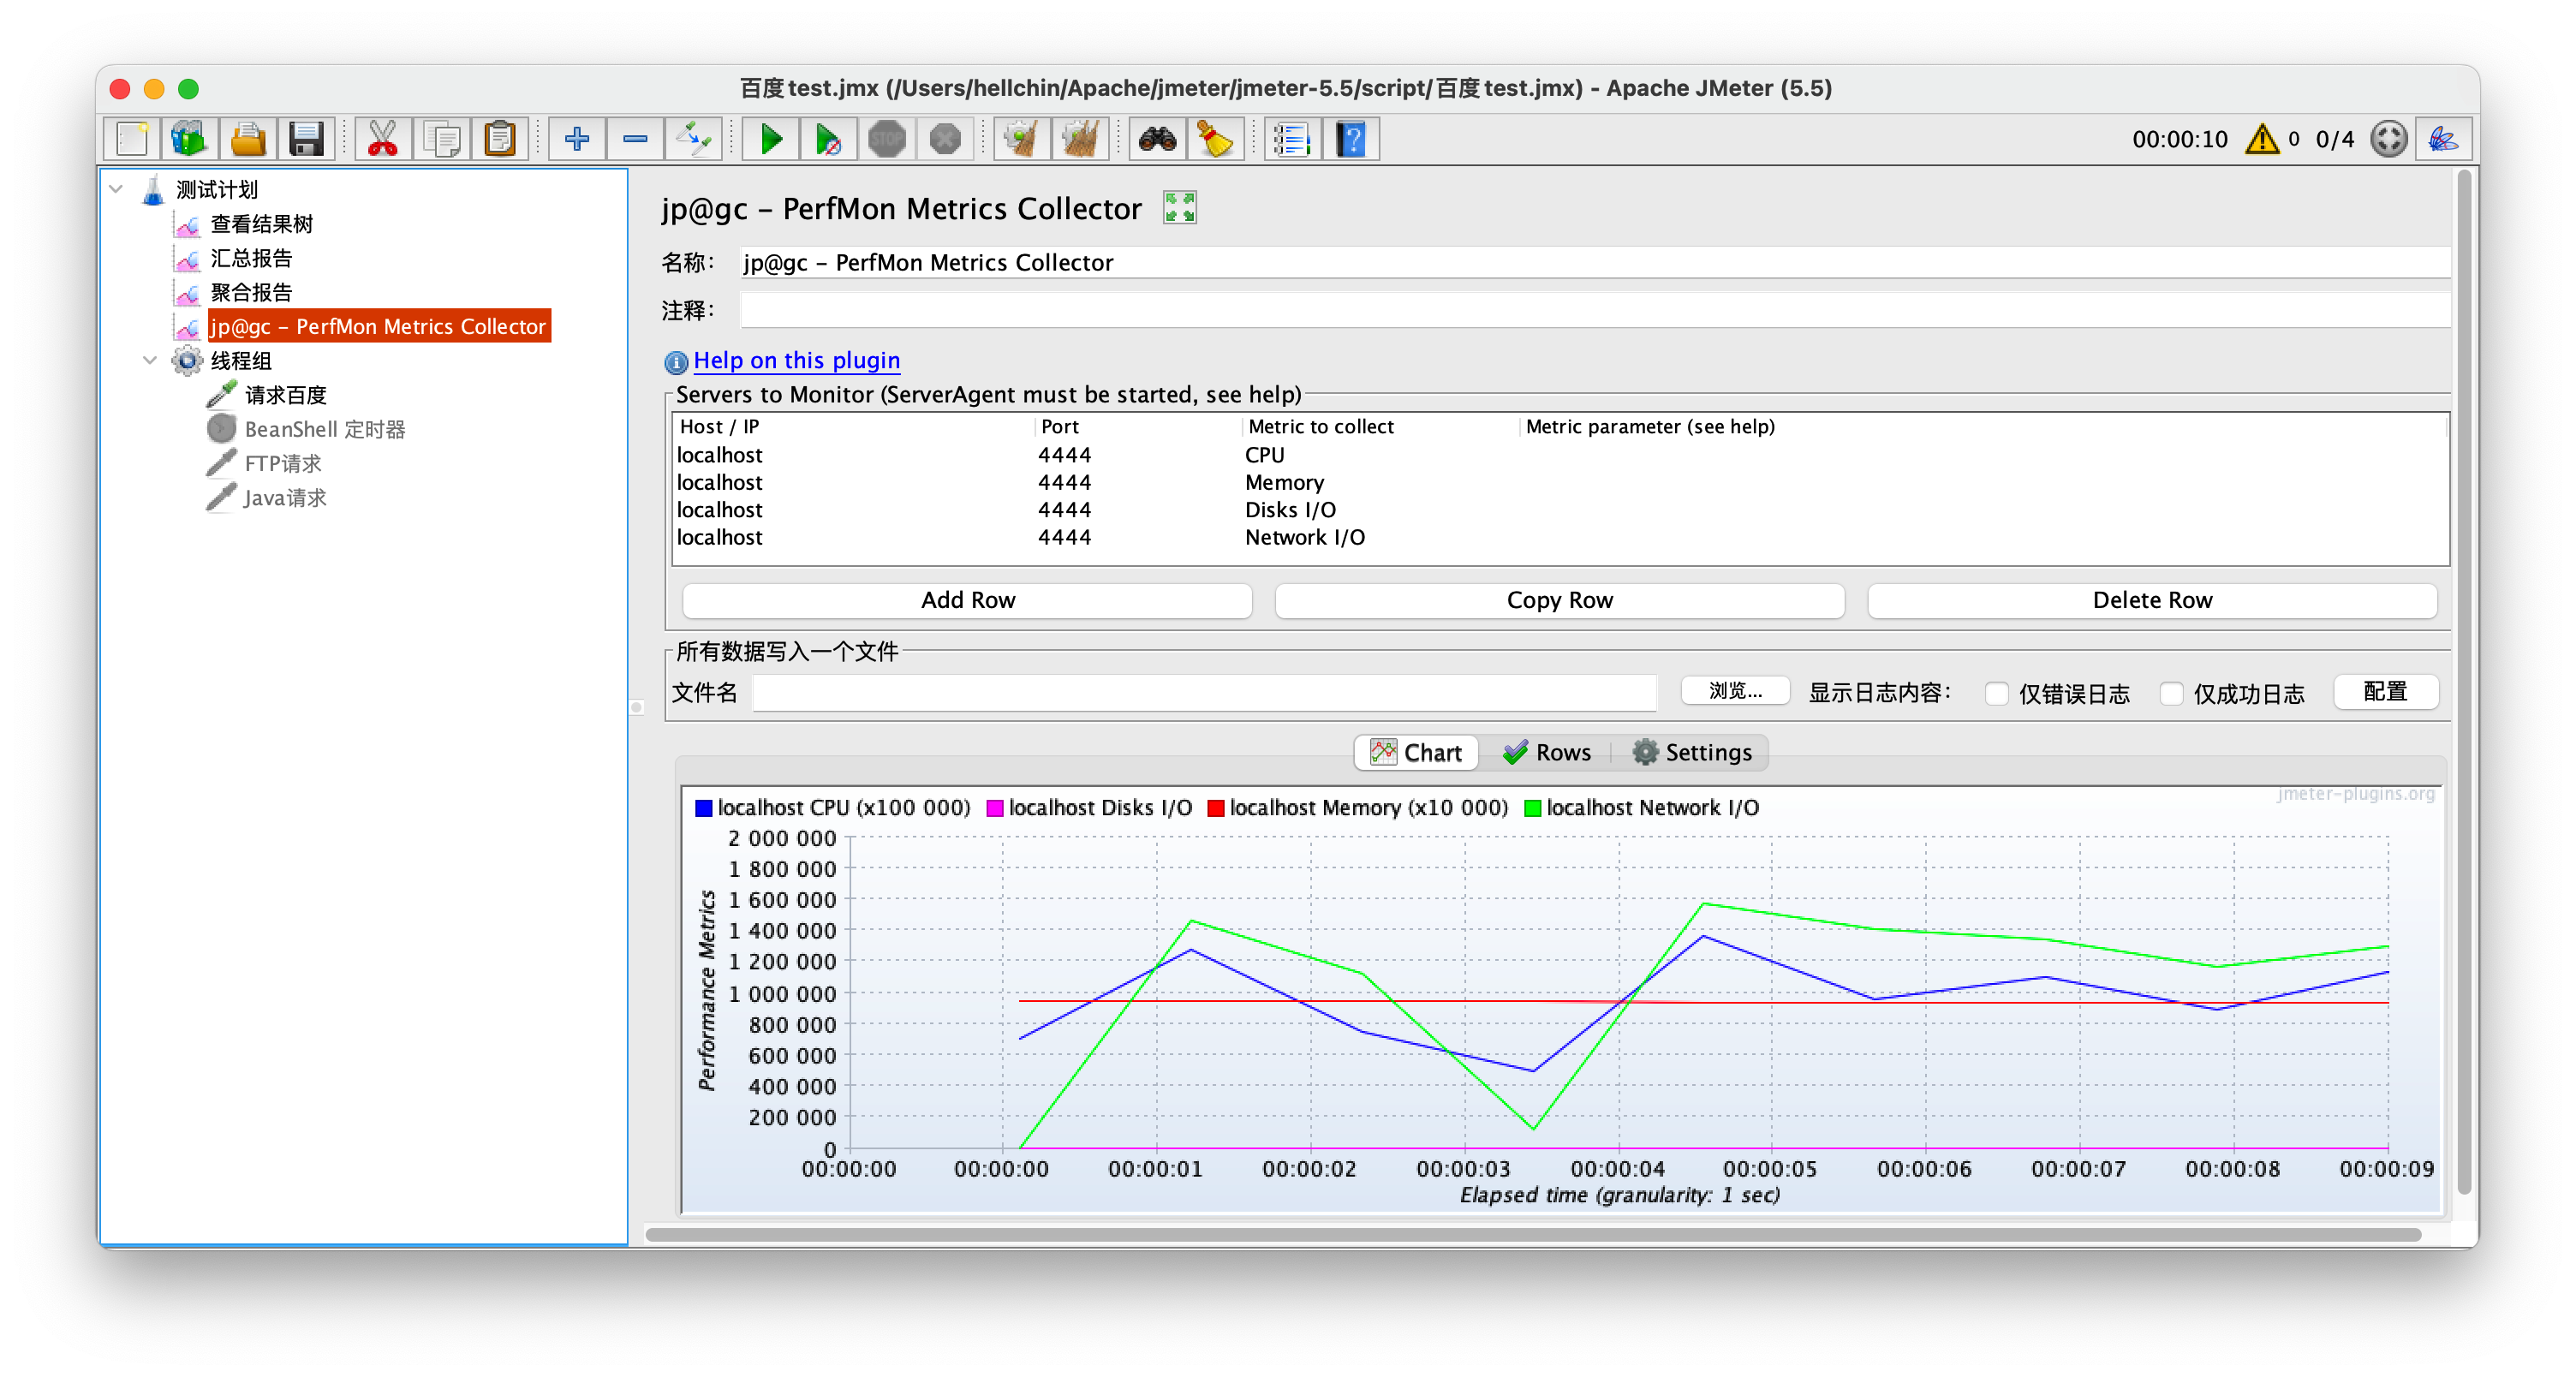 百度test.jmx (/Users/hellchin/Apache/jmeter/jmeter-5.5/script/百度test.jmx) - Apache JMeter (5.5)
STOP
00:00:10 0 0/4
测试计划
查看结果树
汇总报告
聚合报告
jp@gc - PerfMon Metrics Collector
线程组
请求百度
BeanShell 定时器
FTP请求
Java请求
jp@gc - PerfMon Metrics Collector
名称： jp@gc - PerfMon Metrics Collector
注释：
Help on this plugin
Servers to Monitor (ServerAgent must be started, see help)
Host / IP Port Metric to collect Metric parameter (see help)
localhost 4444 CPU
localhost 4444 Memory
localhost 4444 Disks I/O
localhost 4444 Network I/O
Add Row Copy Row Delete Row
所有数据写入一个文件
文件名 浏览... 显示日志内容： 仅错误日志 仅成功日志 配置
Chart Rows Settings
jmeter-plugins.org
localhost CPU (x100 000) localhost Disks I/O localhost Memory (x10 000) localhost Network I/O
Performance Metrics
2 000 000
1 800 000
1 600 000
1 400 000
1 200 000
1 000 000
800 000
600 000
400 000
200 000
0
00:00:00 00:00:00 00:00:01 00:00:02 00:00:03 00:00:04 00:00:05 00:00:06 00:00:07 00:00:08 00:00:09
Elapsed time (granularity: 1 sec)